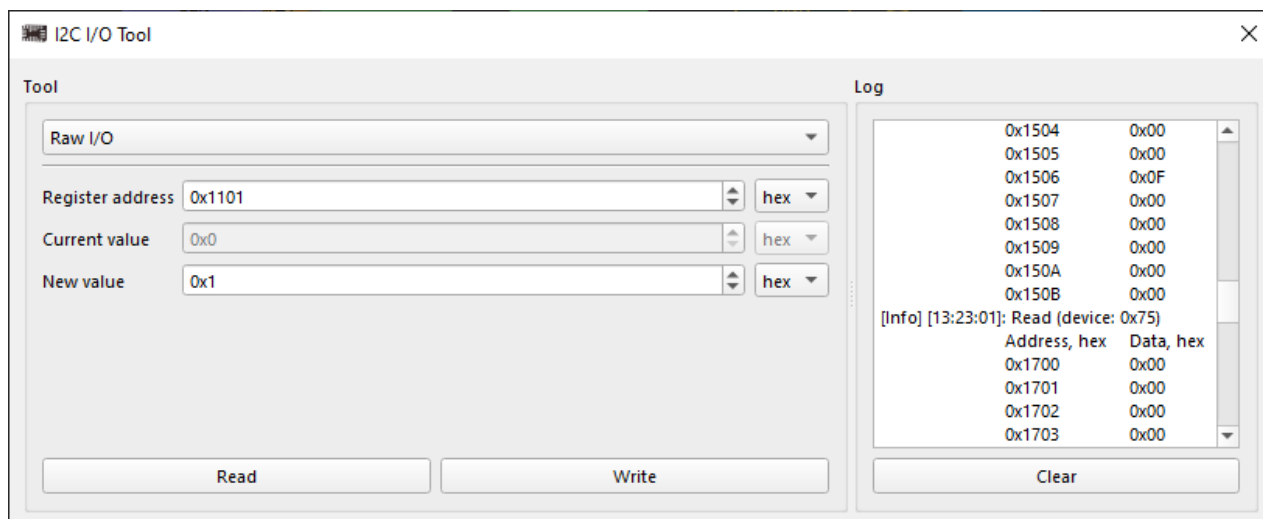 I2C I/O Tool
Tool
Raw I/O
Register address 0x1101 hex
Current value 0x0 hex
New value 0x1 hex
Read Write
Log
0x1504 0x00
0x1505 0x00
0x1506 0x0F
0x1507 0x00
0x1508 0x00
0x1509 0x00
0x150A 0x00
0x150B 0x00
[Info] [13:23:01]: Read (device: 0x75)
Address, hex Data, hex
0x1700 0x00
0x1701 0x00
0x1702 0x00
0x1703 0x00
Clear